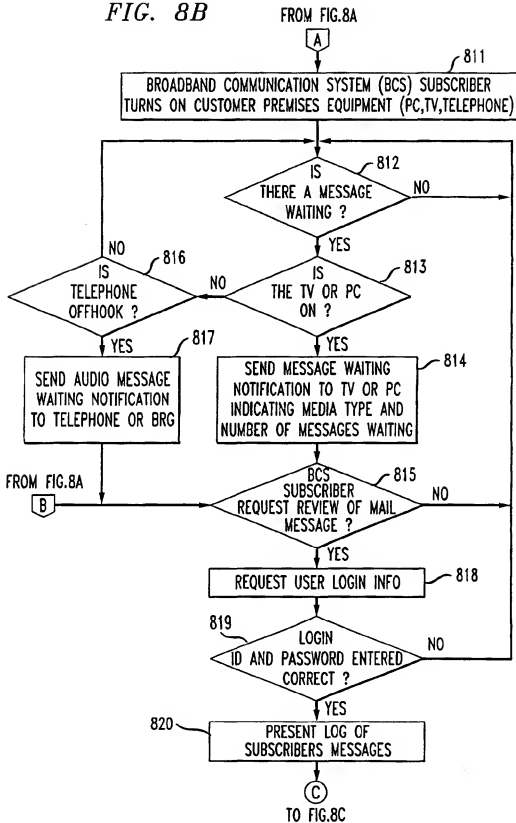 FIG. 8B
FROM FIG.8A
A
811
BROADBAND COMMUNICATION SYSTEM (BCS) SUBSCRIBER
TURNS ON CUSTOMER PREMISES EQUIPMENT (PC,TV,TELEPHONE)
812
IS
THERE A MESSAGE
WAITING ?
NO
YES
813
IS
THE TV OR PC
ON ?
NO
YES
816
NO
IS
TELEPHONE
OFFHOOK ?
YES
817
SEND AUDIO MESSAGE
WAITING NOTIFICATION
TO TELEPHONE OR BRG
814
SEND MESSAGE WAITING
NOTIFICATION TO TV OR PC
INDICATING MEDIA TYPE AND
NUMBER OF MESSAGES WAITING
FROM FIG.8A
B
815
BCS
SUBSCRIBER
REQUEST REVIEW OF MAIL
MESSAGE ?
NO
YES
REQUEST USER LOGIN INFO
818
819
LOGIN
ID AND PASSWORD ENTERED
CORRECT ?
NO
YES
820
PRESENT LOG OF
SUBSCRIBERS MESSAGES
C
TO FIG.8C